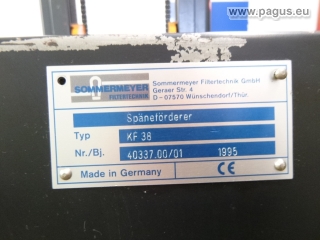 www.pagus.eu
SOMMERMEYER
FILTERTECHNIK
Sommermeyer Filtertechnik GmbH
Geraer Str. 4
D-07570 Wünschendorf/Thür.
Späneförderer
Typ KF 38
Nr./Bj. 40337.00/01 1995
Made in Germany CE